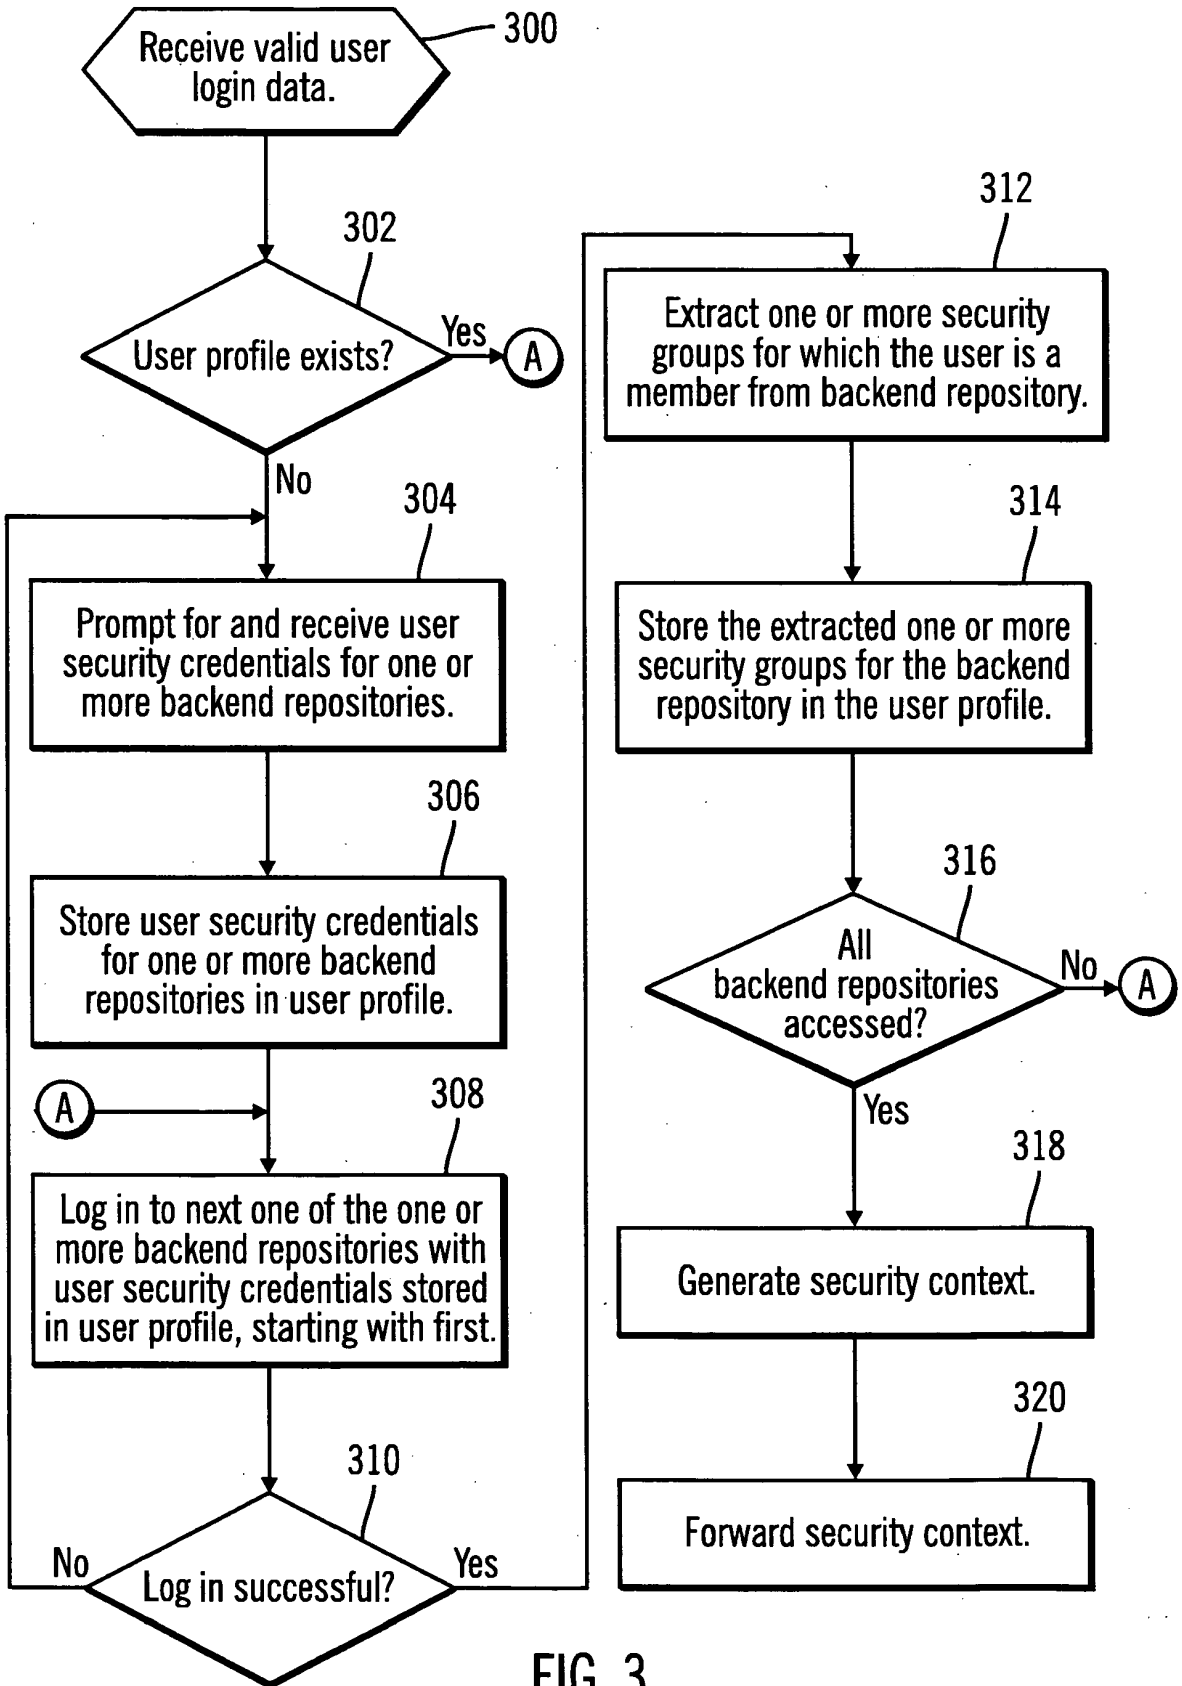 Receive valid user
login data.
300
302
User profile exists?
Yes
A
No
304
Prompt for and receive user
security credentials for one or
more backend repositories.
306
Store user security credentials
for one or more backend
repositories in user profile.
A
308
Log in to next one of the one or
more backend repositories with
user security credentials stored
in user profile, starting with first.
310
No
Log in successful?
Yes
312
Extract one or more security
groups for which the user is a
member from backend repository.
314
Store the extracted one or more
security groups for the backend
repository in the user profile.
316
All
backend repositories
accessed?
No
A
Yes
318
Generate security context.
320
Forward security context.
FIG. 3